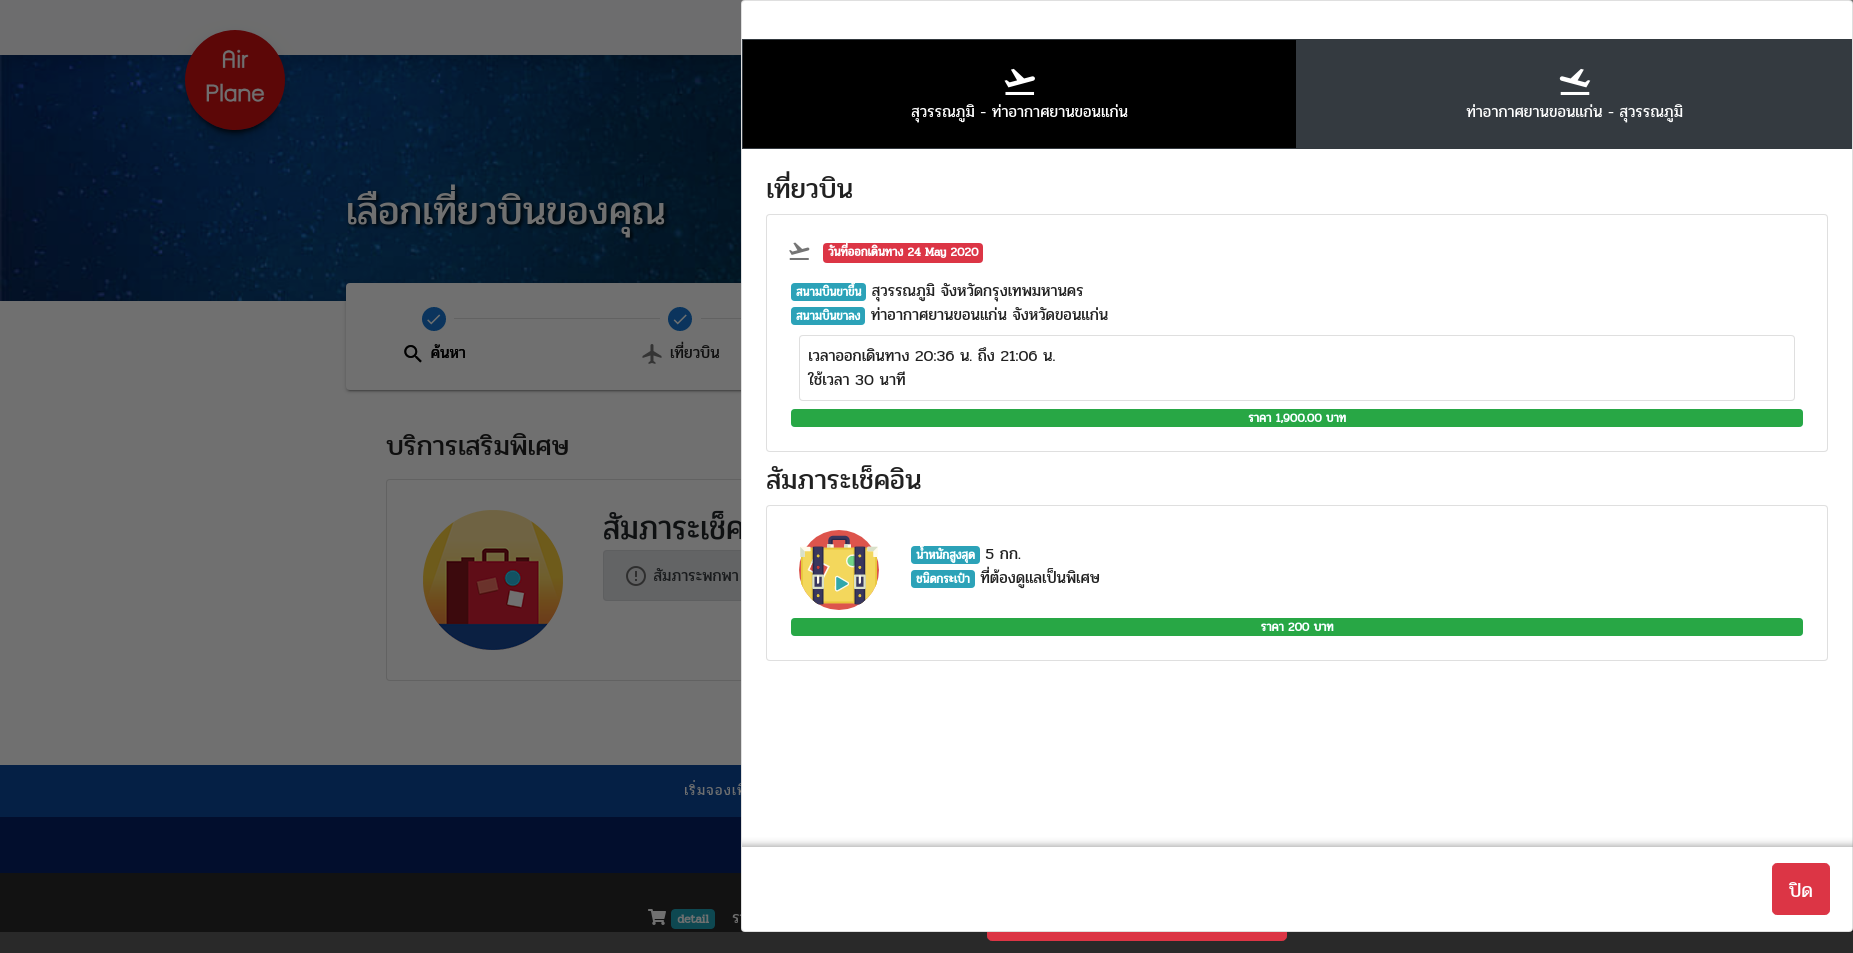 Air
Plane
เลือกเที่ยวบินของคุณ
ค้นหา
เที่ยวบิน
บริการเสริมพิเศษ
สัมภาระเช็ค
สัมภาระพกพา
เริ่มจองเที่
detail
สุวรรณภูมิ - ท่าอากาศยานขอนแก่น
ท่าอากาศยานขอนแก่น - สุวรรณภูมิ
เที่ยวบิน
วันที่ออกเดินทาง 24 May 2020
สนามบินขาขึ้น สุวรรณภูมิ จังหวัดกรุงเทพมหานคร
สนามบินขาลง ท่าอากาศยานขอนแก่น จังหวัดขอนแก่น
เวลาออกเดินทาง 20:36 น. ถึง 21:06 น.
ใช้เวลา 30 นาที
ราคา 1,900.00 บาท
สัมภาระเช็คอิน
น้ำหนักสูงสุด 5 กก.
ชนิดกระเป๋า ที่ต้องดูแลเป็นพิเศษ
ราคา 200 บาท
ปิด